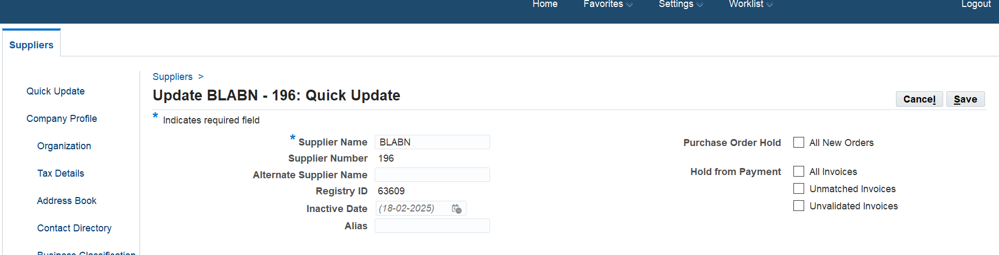 Home Favorites Settings Worklist Logout
Suppliers
Quick Update
Company Profile
Organization
Tax Details
Address Book
Contact Directory
Business Classification
Suppliers >
Update BLABN - 196: Quick Update
Cancel Save
* Indicates required field
* Supplier Name BLABN
Supplier Number 196
Alternate Supplier Name
Registry ID 63609
Inactive Date (18-02-2025)
Alias
Purchase Order Hold All New Orders
Hold from Payment All Invoices
Unmatched Invoices
Unvalidated Invoices